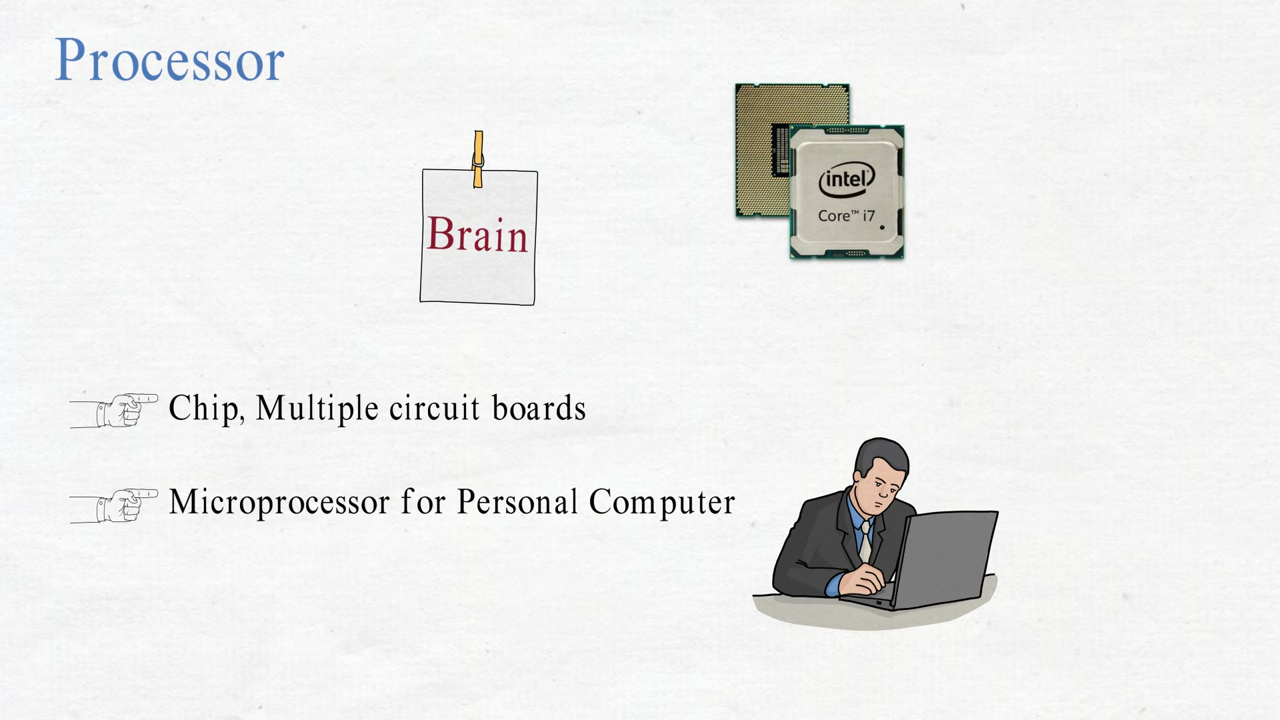 Processor
Brain
intel
Core™ i7
Chip, Multiple circuit boards
Microprocessor for Personal Computer